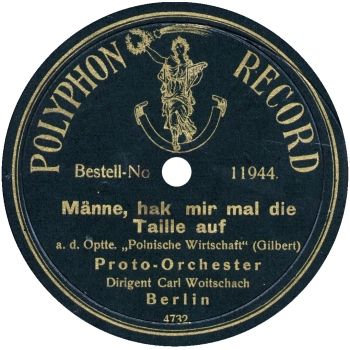 POLYPHON RECORD
Bestell-No 11944.
Männe, hak mir mal die
Taille auf
a. d. Optte. „Polnische Wirtschaft" (Gilbert)
Proto-Orchester
Dirigent Carl Woitschach
Berlin
4732